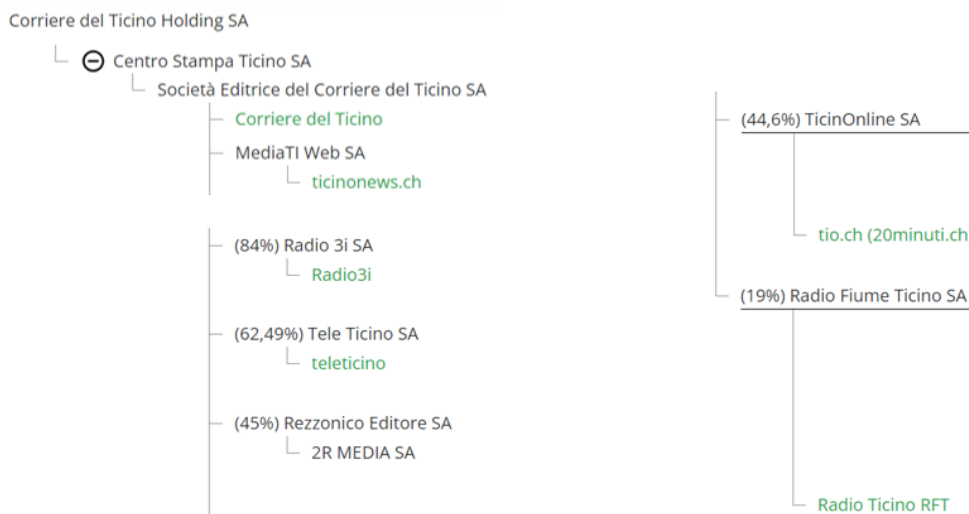 Corriere del Ticino Holding SA
Centro Stampa Ticino SA
Società Editrice del Corriere del Ticino SA
Corriere del Ticino
MediaTI Web SA
ticinonews.ch
(84%) Radio 3i SA
Radio3i
(62,49%) Tele Ticino SA
teleticino
(45%) Rezzonico Editore SA
2R MEDIA SA
(44,6%) TicinOnline SA
tio.ch (20minuti.ch
(19%) Radio Fiume Ticino SA
Radio Ticino RFT